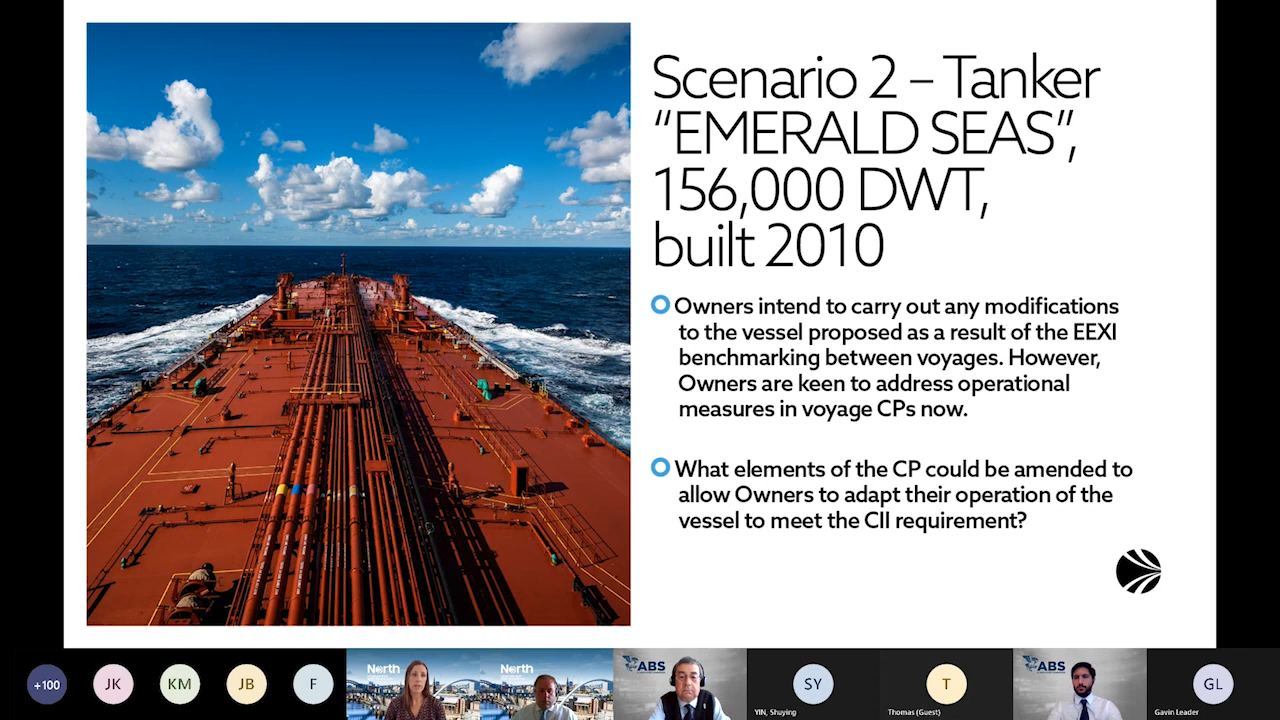 Scenario 2 – Tanker
“EMERALD SEAS”,
156,000 DWT,
built 2010
Owners intend to carry out any modifications
to the vessel proposed as a result of the EEXI
benchmarking between voyages. However,
Owners are keen to address operational
measures in voyage CPs now.
What elements of the CP could be amended to
allow Owners to adapt their operation of the
vessel to meet the CII requirement?
+100
JK
KM
JB
F
North
North
ABS
SY
YIN, Shuying
T
Thomas (Guest)
ABS
GL
Gavin Leader